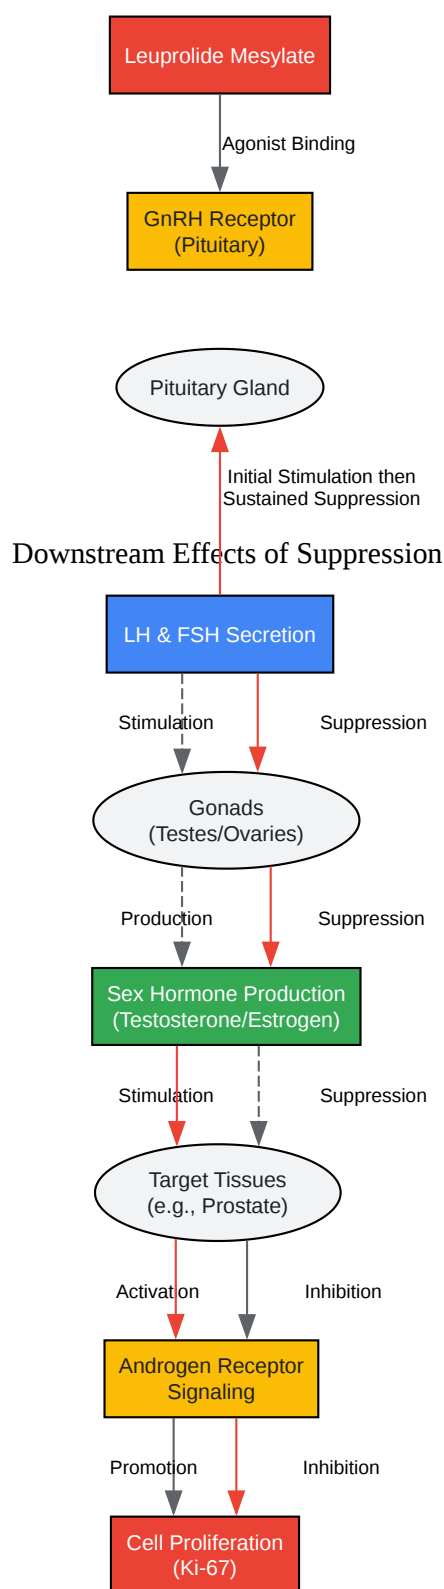 Leuprolide Mesylate
Agonist Binding
GnRH Receptor
(Pituitary)
Pituitary Gland
Initial Stimulation then
Sustained Suppression
Downstream Effects of Suppression
LH & FSH Secretion
Stimulation
Suppression
Gonads
(Testes/Ovaries)
Production
Suppression
Sex Hormone Production
(Testosterone/Estrogen)
Stimulation
Suppression
Target Tissues
(e.g., Prostate)
Activation
Inhibition
Androgen Receptor
Signaling
Promotion
Inhibition
Cell Proliferation
(Ki-67)